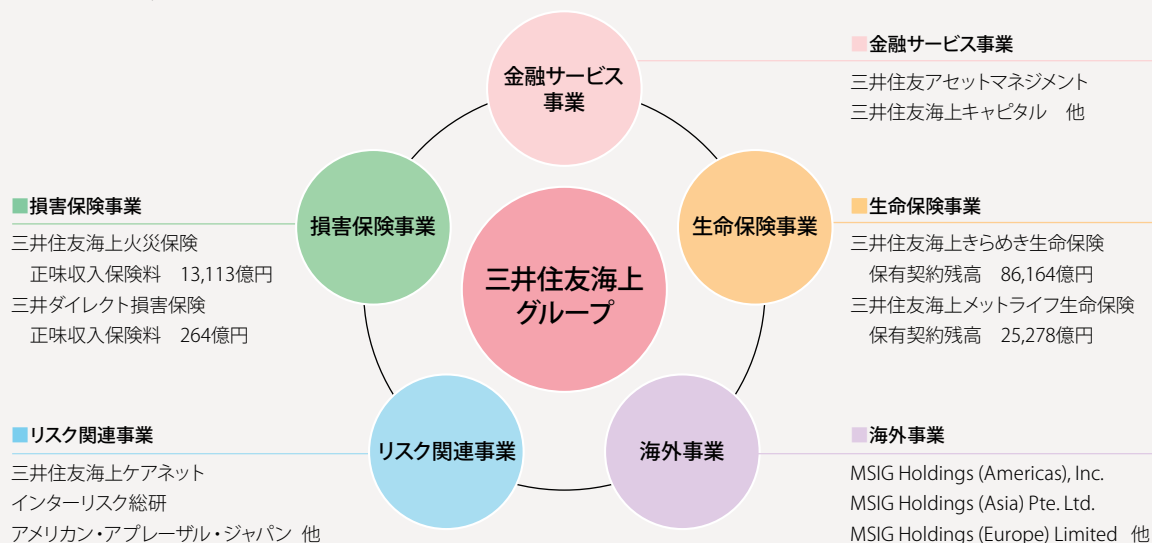 金融サービス
事業
■金融サービス事業
三井住友アセットマネジメント
三井住友海上キャピタル 他
■損害保険事業
三井住友海上火災保険
正味収入保険料 13,113億円
三井ダイレクト損害保険
正味収入保険料 264億円
損害保険事業
三井住友海上
グループ
生命保険事業
■生命保険事業
三井住友海上きらめき生命保険
保有契約残高 86,164億円
三井住友海上メットライフ生命保険
保有契約残高 25,278億円
■リスク関連事業
三井住友海上ケアネット
インターリスク総研
アメリカン・アプレーザル・ジャパン 他
リスク関連事業
海外事業
■海外事業
MSIG Holdings (Americas), Inc.
MSIG Holdings (Asia) Pte. Ltd.
MSIG Holdings (Europe) Limited 他